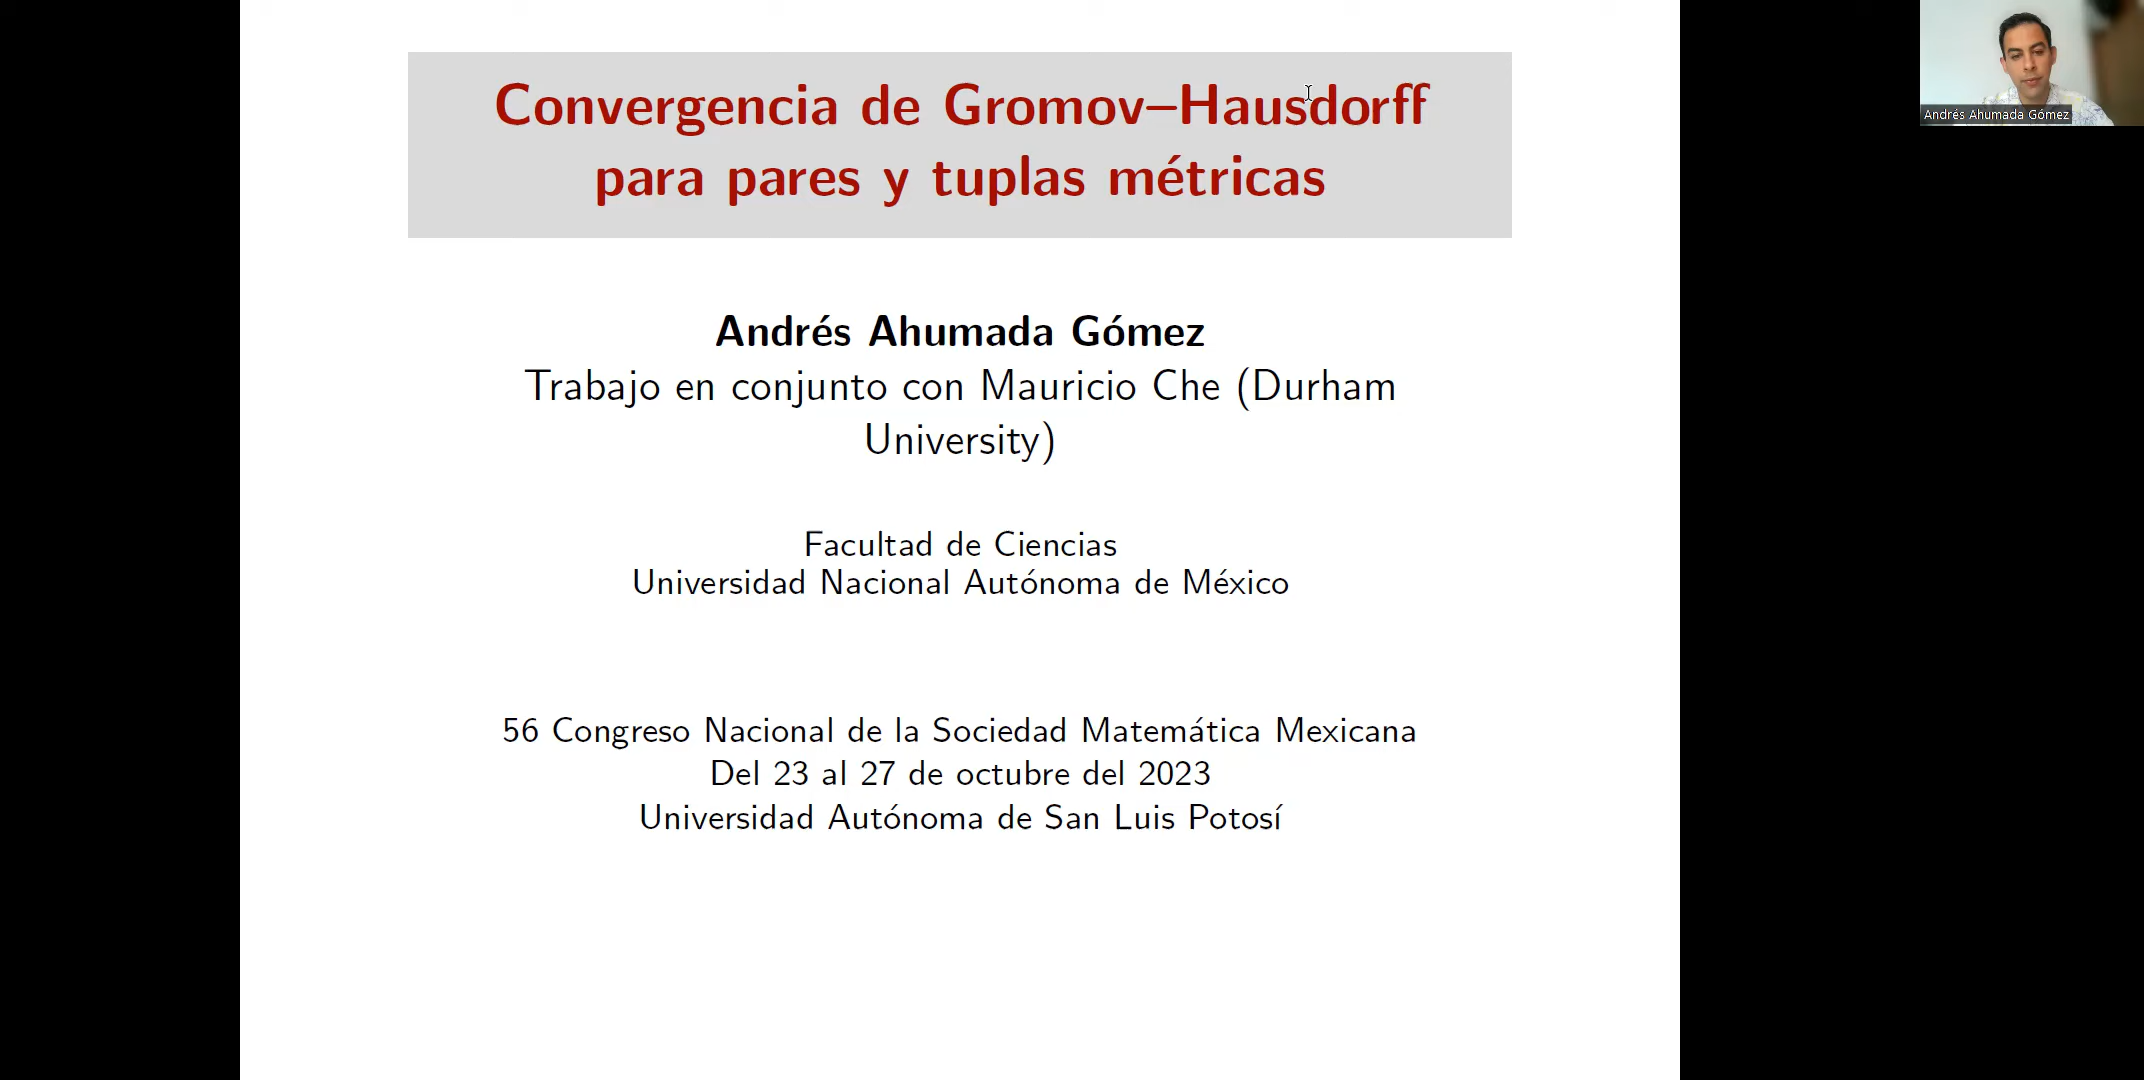 Convergencia de Gromov–Hausdorff
para pares y tuplas métricas
Andrés Ahumada Gómez
Trabajo en conjunto con Mauricio Che (Durham
University)
Facultad de Ciencias
Universidad Nacional Autónoma de México
56 Congreso Nacional de la Sociedad Matemática Mexicana
Del 23 al 27 de octubre del 2023
Universidad Autónoma de San Luis Potosí
Andrés Ahumada Gómez